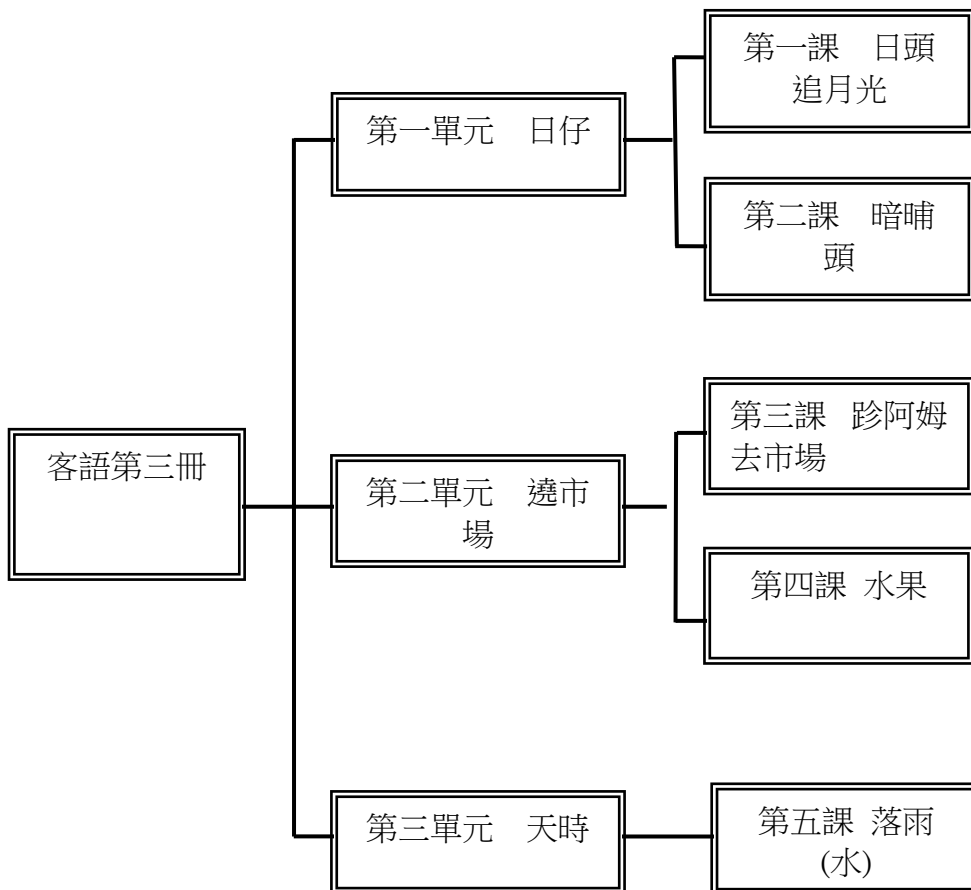 客語第三冊
第一單元　日仔
第一課　日頭
追月光
第二課　暗晡
頭
第二單元　遶市
場
第三課　跈阿姆
去市場
第四課 水果
第三單元　天時
第五課 落雨
(水)